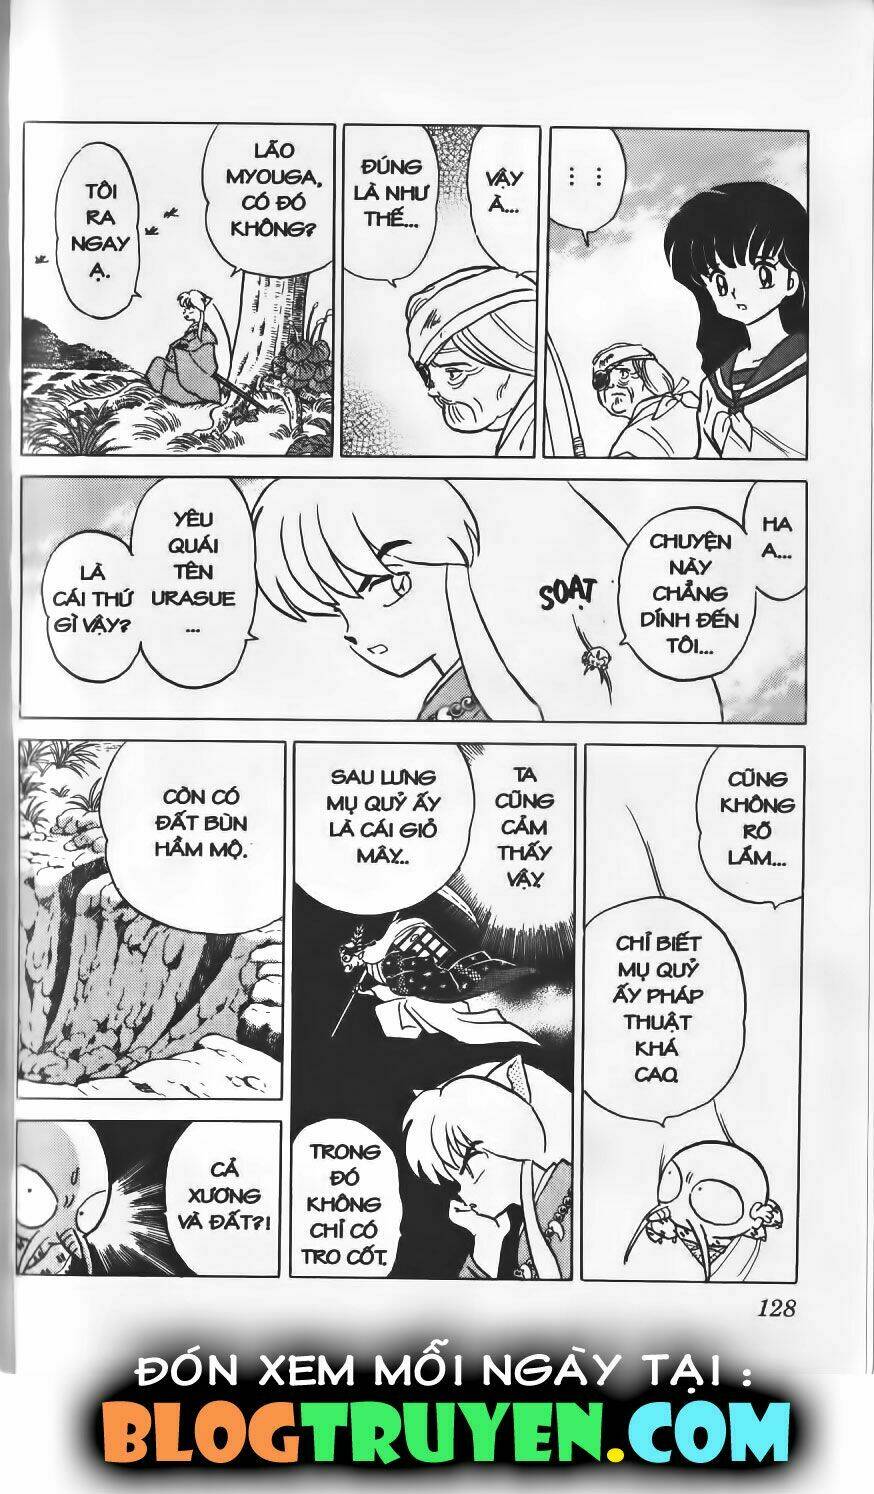 ⋮ ⋮
VẬY
À...
ĐÚNG
LÀ NHƯ
THẾ...
LÃO
MYOUGA,
CÓ ĐÓ
KHÔNG?
TÔI
RA
NGAY
Ạ.
HA
A...
CHUYỆN
NÀY
CHẲNG
DÍNH ĐẾN
TÔI...
SOẠT
YÊU
QUÁI
TÊN
URASUE
...
LÀ
CÁI THỨ
GÌ VẬY?
CŨNG
KHÔNG
RÕ
LẮM...
CHỈ BIẾT
MỤ QUỶ
ẤY PHÁP
THUẬT
KHÁ
CAO.
TA
CŨNG
CẢM
THẤY
VẬY.
SAU LƯNG
MỤ QUỶ ẤY
LÀ CÁI GIỎ
MÂY...
TRONG
ĐÓ
KHÔNG
CHỈ CÓ
TRO CỐT.
CÒN CÓ
ĐẤT BÙN
HẦM MỘ.
CẢ
XƯƠNG
VÀ ĐẤT?!
128
ĐÓN XEM MỖI NGÀY TẠI :
BLOGTRUYEN.COM